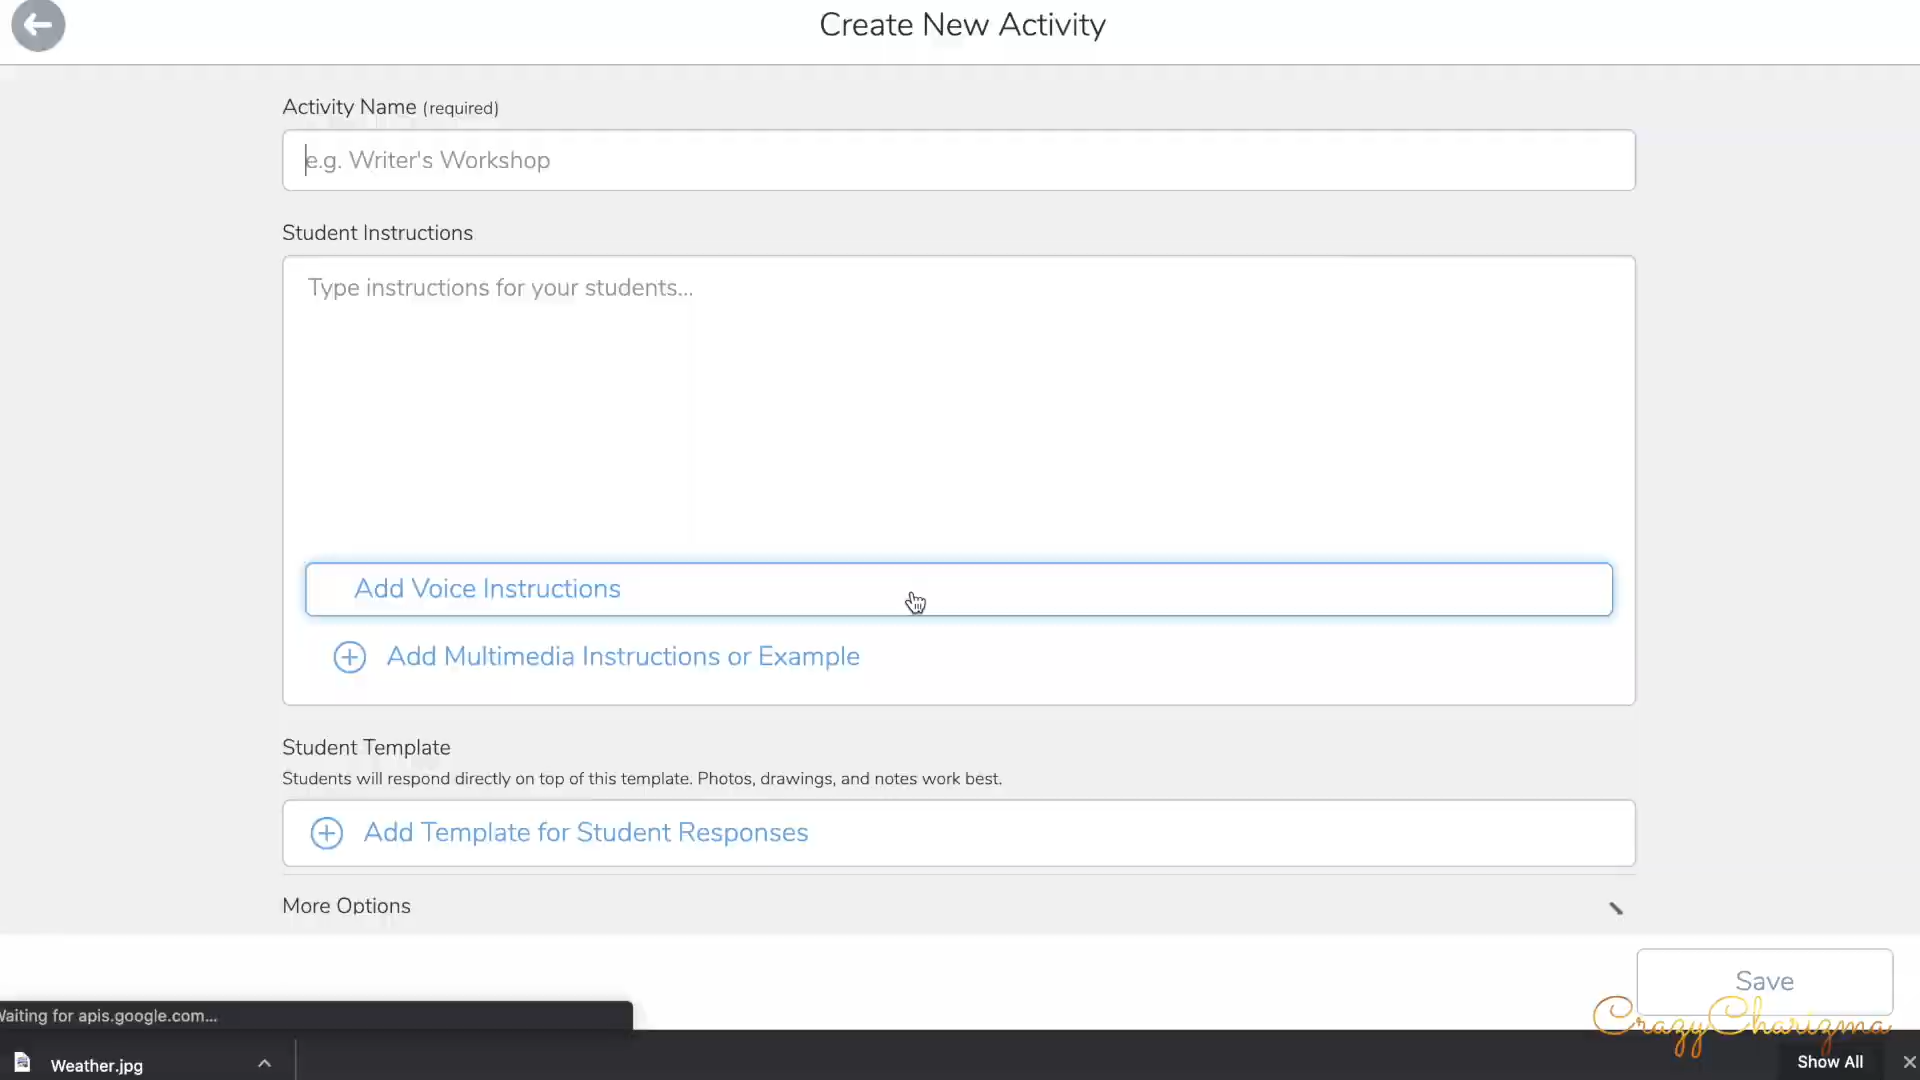 Create New Activity
Activity Name (required)
e.g. Writer's Workshop
Student Instructions
Type instructions for your students...
Add Voice Instructions
Add Multimedia Instructions or Example
Student Template
Students will respond directly on top of this template. Photos, drawings, and notes work best.
Add Template for Student Responses
More Options
Save
CrazyCharizma
Waiting for apis.google.com...
Weather.jpg
Show All